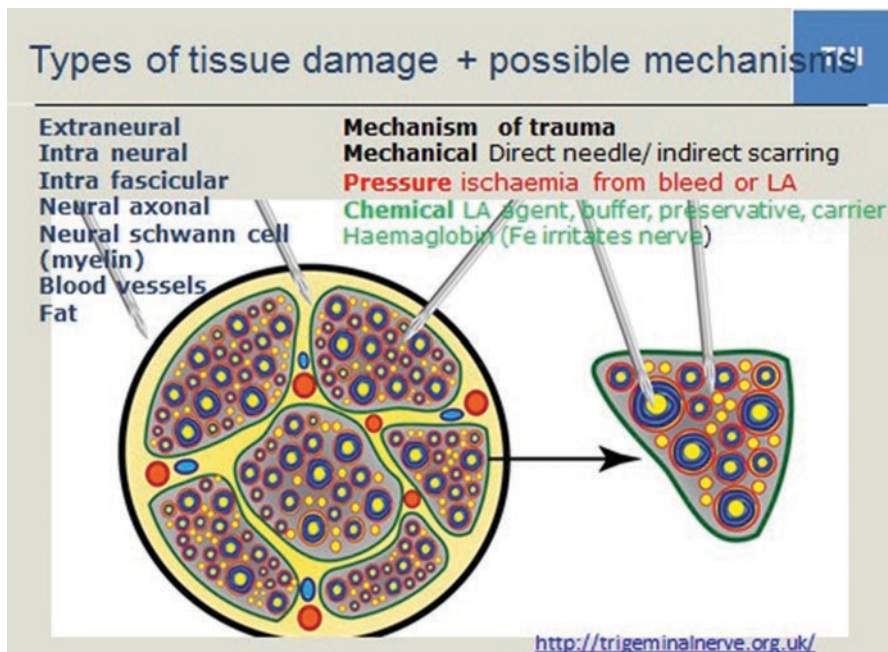 Types of tissue damage + possible mechanisms
TNI
Extraneural
Intra neural
Intra fascicular
Neural axonal
Neural schwann cell
(myelin)
Blood vessels
Fat
Mechanism of trauma
Mechanical Direct needle/ indirect scarring
Pressure ischaemia from bleed or LA
Chemical LA agent, buffer, preservative, carrier
Haemaglobin (Fe irritates nerve)
http://trigeminalnerve.org.uk/